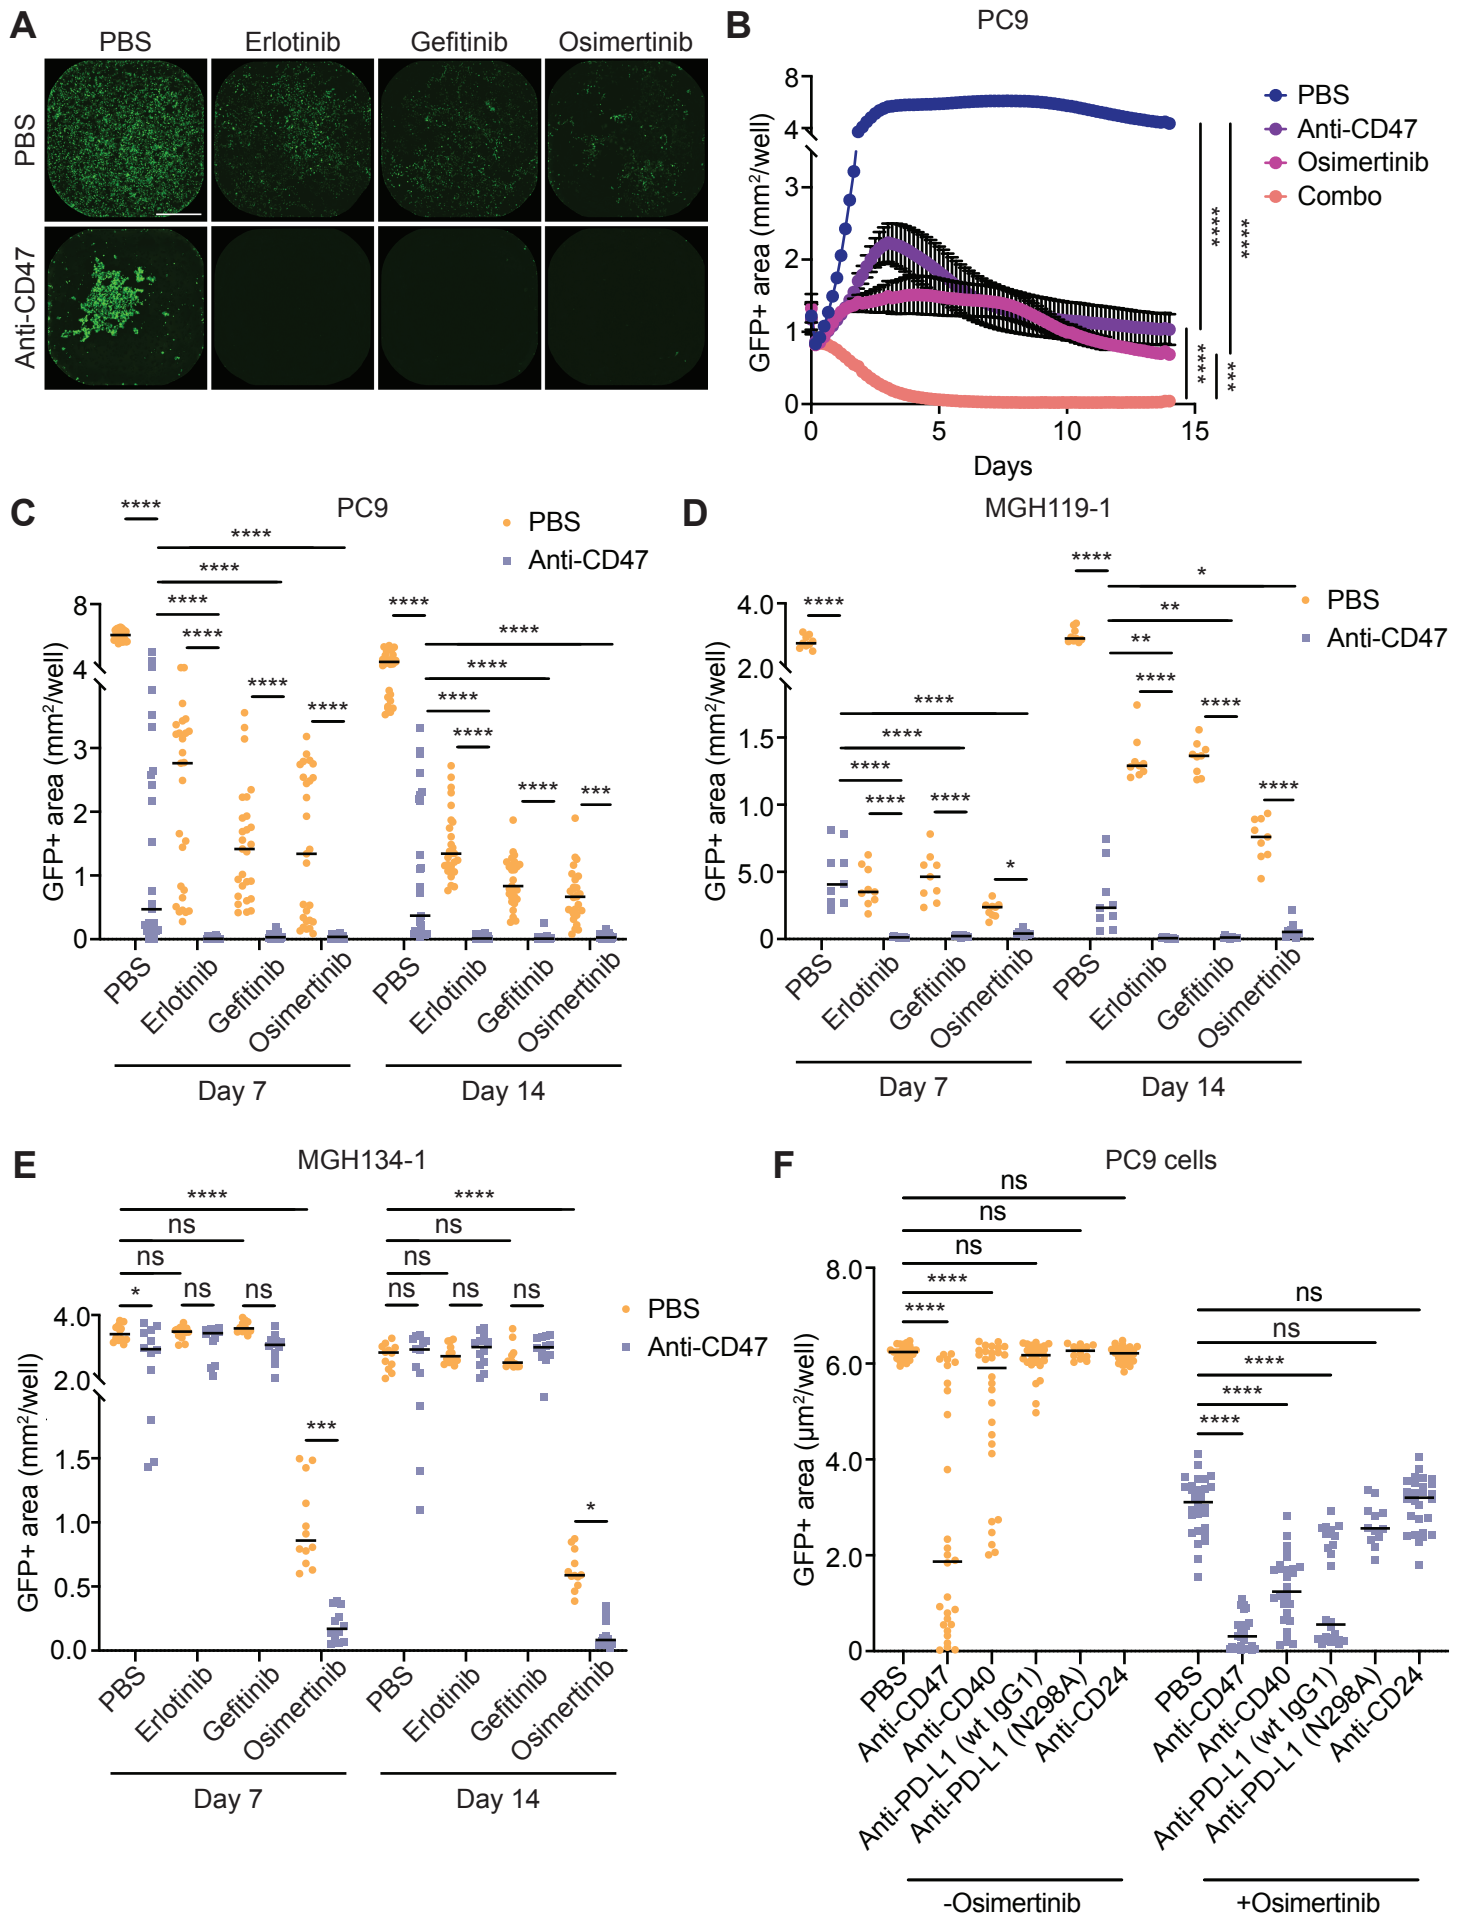 A
PBS
Erlotinib
Gefitinib
Osimertinib
PBS
Anti-CD47
B
PC9
GFP+ area (mm²/well)
8
4
3
2
1
0
0
5
10
15
Days
PBS
Anti-CD47
Osimertinib
Combo
****
****
****
***
C
PC9
PBS
Anti-CD47
GFP+ area (mm²/well)
8
4
3
2
1
0
****
****
****
****
****
****
****
****
****
****
****
****
****
***
PBS
Erlotinib
Gefitinib
Osimertinib
PBS
Erlotinib
Gefitinib
Osimertinib
Day 7
Day 14
D
MGH119-1
PBS
Anti-CD47
GFP+ area (mm²/well)
4.0
2.0
1.5
1.0
5.0
0
****
****
****
****
****
****
*
****
*
**
**
****
****
****
PBS
Erlotinib
Gefitinib
Osimertinib
PBS
Erlotinib
Gefitinib
Osimertinib
Day 7
Day 14
E
MGH134-1
PBS
Anti-CD47
GFP+ area (mm²/well)
4.0
2.0
1.5
1.0
0.5
0.0
****
ns
ns
*
ns
ns
***
****
ns
ns
ns
ns
ns
*
PBS
Erlotinib
Gefitinib
Osimertinib
PBS
Erlotinib
Gefitinib
Osimertinib
Day 7
Day 14
F
PC9 cells
GFP+ area (µm²/well)
8.0
6.0
4.0
2.0
0
ns
ns
ns
****
****
ns
ns
****
****
****
PBS
Anti-CD47
Anti-CD40
Anti-PD-L1 (wt IgG1)
Anti-PD-L1 (N298A)
Anti-CD24
PBS
Anti-CD47
Anti-CD40
Anti-PD-L1 (wt IgG1)
Anti-PD-L1 (N298A)
Anti-CD24
-Osimertinib
+Osimertinib